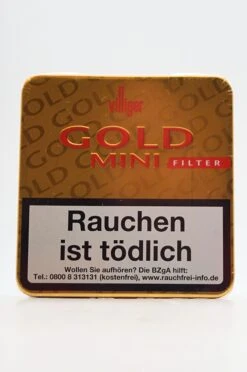 villiger
GOLD
MINI FILTER
Rauchen
ist tödlich
Wollen Sie aufhören? Die BZgA hilft:
Tel.: 0800 8 313131 (kostenfrei), www.rauchfrei-info.de